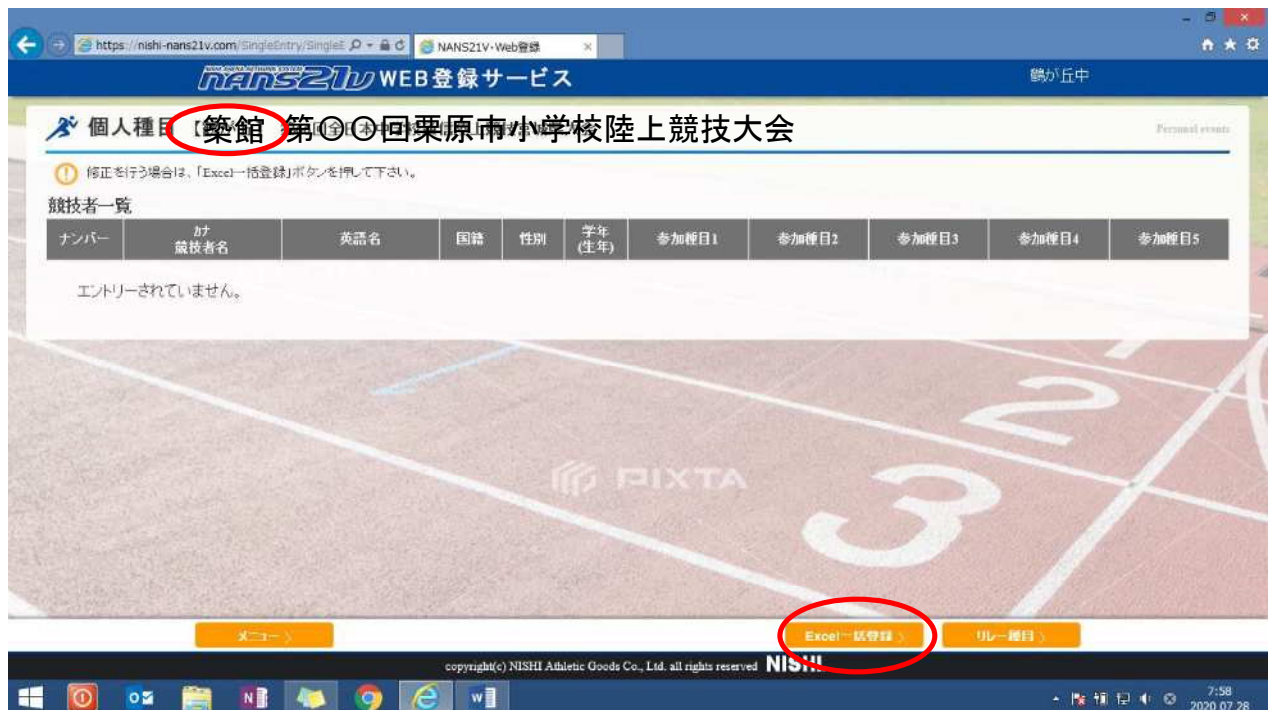 https://nishi-nans21v.com/SingleEntry/SingleE
NANS21V-Web登録
nans21v WEB登録サービス
鶴が丘中
個人種目
築館 第〇〇回栗原市小学校陸上競技大会
Personal events
修正を行う場合は、「Excel一括登録」ボタンを押して下さい。
競技者一覧
ナンバー カナ 競技者名 英語名 国籍 性別 学年 (生年) 参加種目1 参加種目2 参加種目3 参加種目4 参加種目5
エントリーされていません。
2
3
PIXTA
メニュー 〉 Excel一括登録 〉 リレー種目 〉
copyright(c) NISHI Athletic Goods Co., Ltd. all rights reserved NISHI
7:58
2020 07 28